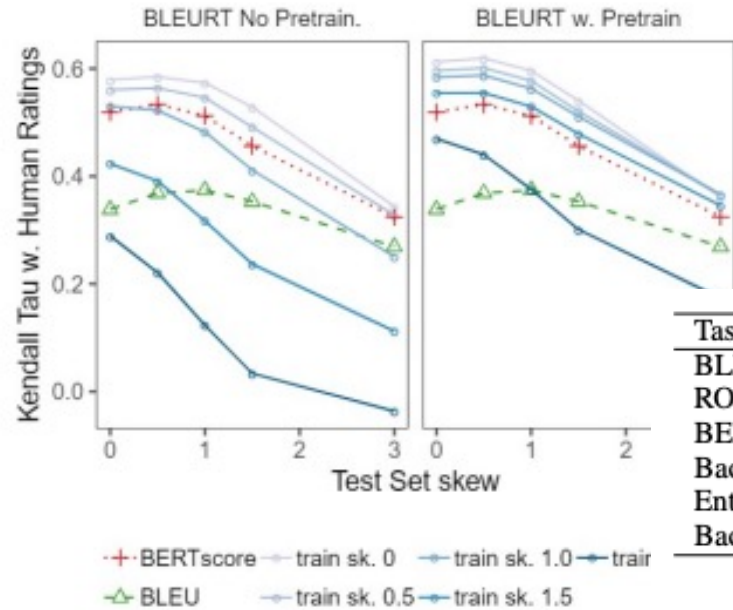 BLEURT No Pretrain.
BLEURT w. Pretrain
Kendall Tau w. Human Ratings
0.6
0.4
0.2
0.0
0 1 2 3
0 1 2
Test Set skew
BERTscore train sk. 0 train sk. 1.0
BLEU train sk. 0.5 train sk. 1.5